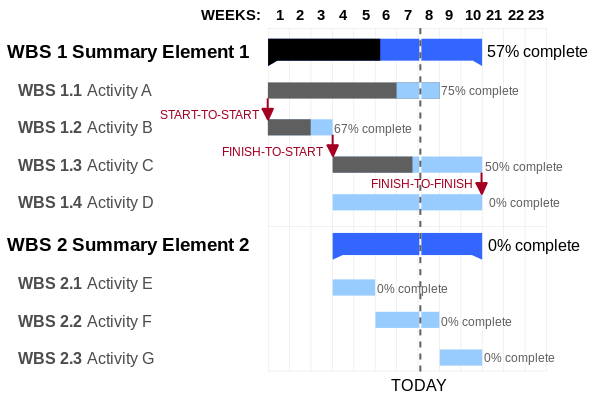 WEEKS: 1 2 3 4 5 6 7 8 9 10 21 22 23
WBS 1 Summary Element 1 57% complete
WBS 1.1 Activity A 75% complete
START-TO-START
WBS 1.2 Activity B 67% complete
FINISH-TO-START
WBS 1.3 Activity C 50% complete
FINISH-TO-FINISH
WBS 1.4 Activity D 0% complete
WBS 2 Summary Element 2 0% complete
WBS 2.1 Activity E 0% complete
WBS 2.2 Activity F 0% complete
WBS 2.3 Activity G 0% complete
TODAY